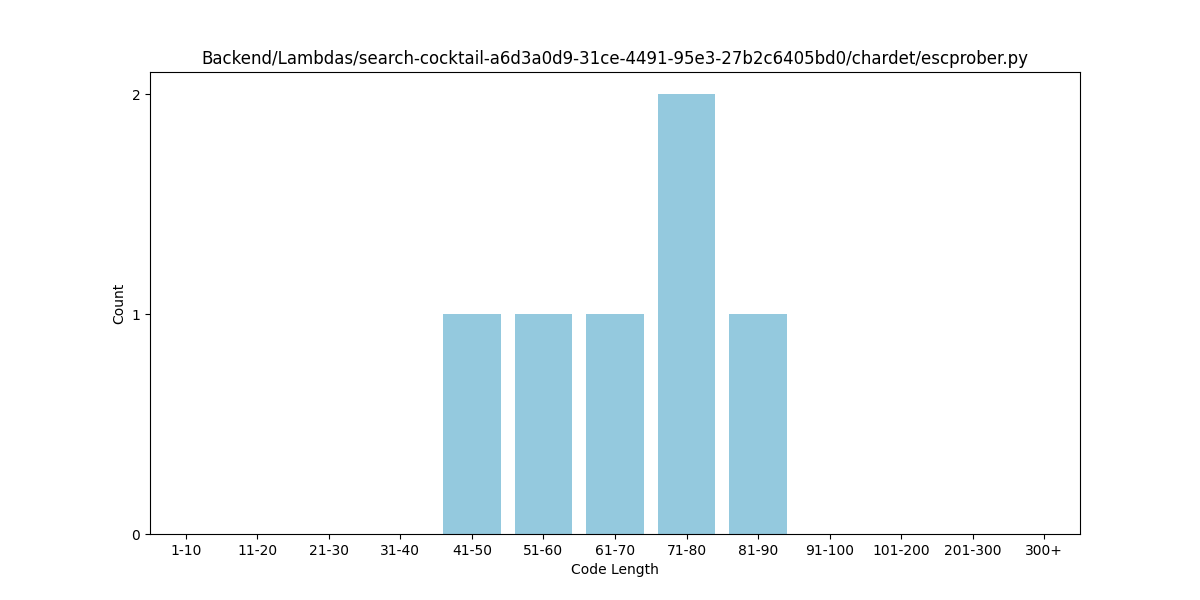 Backend/Lambdas/search-cocktail-a6d3a0d9-31ce-4491-95e3-27b2c6405bd0/chardet/escprober.py
2
1
0
Count
1-10 11-20 21-30 31-40 41-50 51-60 61-70 71-80 81-90 91-100 101-200 201-300 300+
Code Length